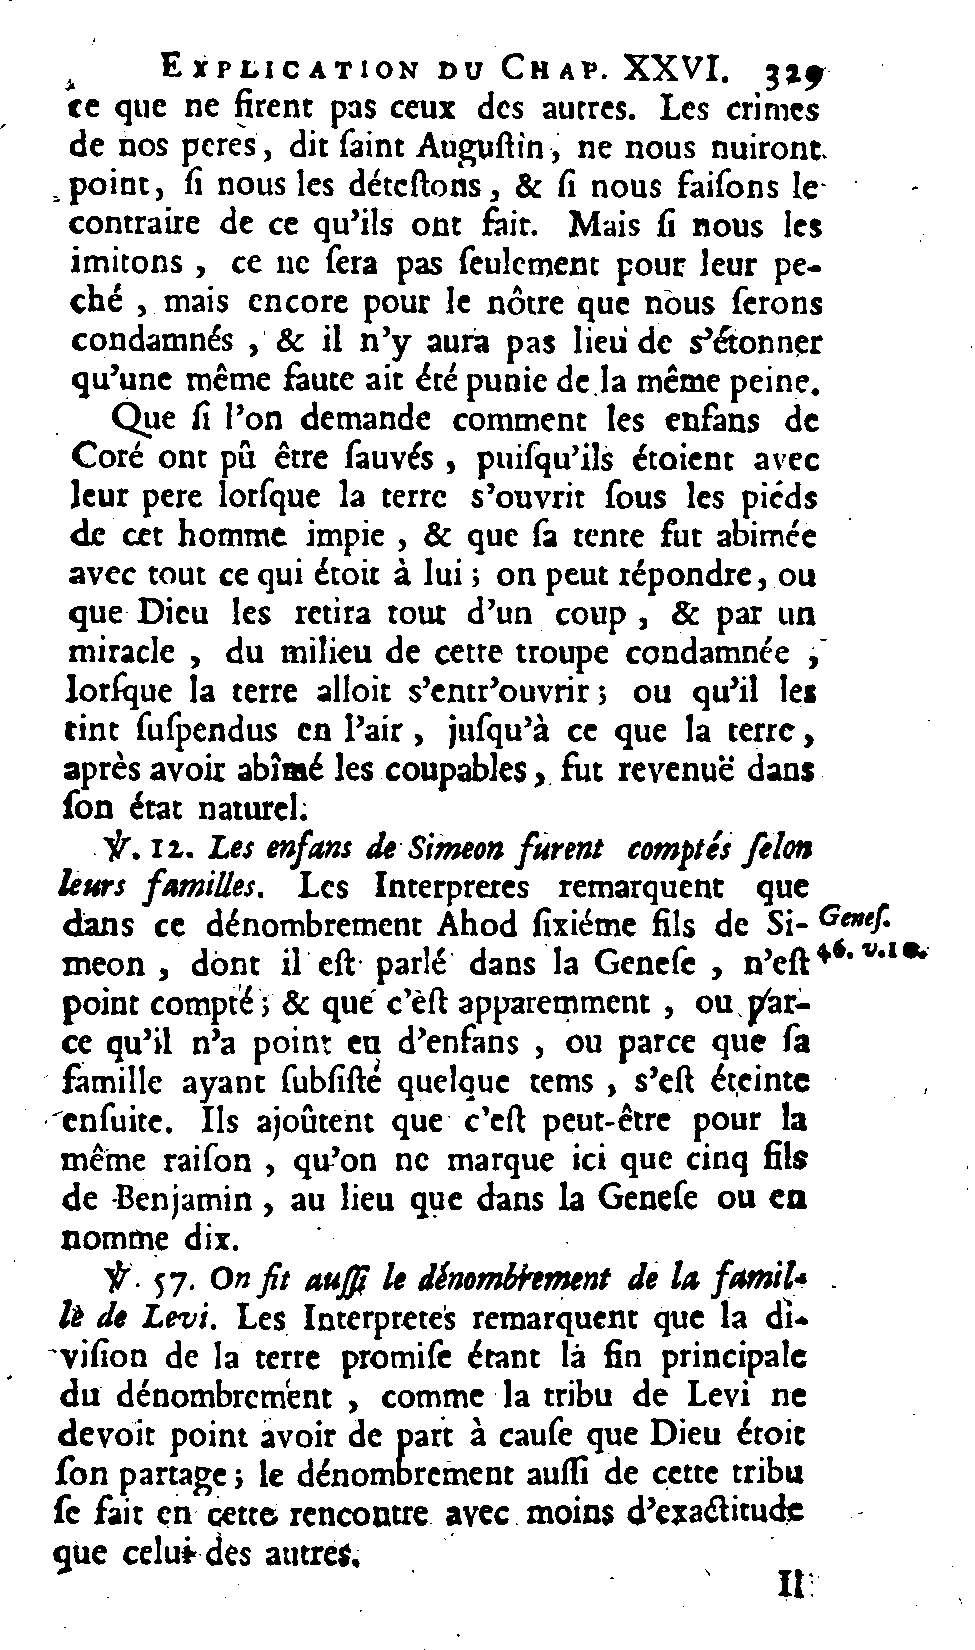 EXPLICATION DU CHAP. XXVI. 329
ce que ne firent pas ceux des autres. Les crimes
de nos peres, dit ſaint Auguſtin, ne nous nuiront
point, ſi nous les déteſtons, & ſi nous faiſons le
contraire de ce qu'ils ont fait. Mais ſi nous les
imitons, ce ne ſera pas ſeulement pour leur pe-
ché, mais encore pour le nôtre que nous ſerons
condamnés, & il n'y aura pas lieu de s'étonner
qu'une même faute ait été punie de la même peine.
Que ſi l'on demande comment les enfans de
Coré ont pû être ſauvés, puiſqu'ils étoient avec
leur pere lorſque la terre s'ouvrit ſous les piéds
de cet homme impie, & que ſa tente fut abimée
avec tout ce qui étoit à lui; on peut répondre, ou
que Dieu les retira tout d'un coup, & par un
miracle, du milieu de cette troupe condamnée,
lorſque la terre alloit s'entr'ouvrir; ou qu'il les
tint ſuſpendus en l'air, juſqu'à ce que la terre,
après avoir abîmé les coupables, fut revenuë dans
ſon état naturel.
℣. 12. Les enfans de Simeon furent comptés ſelon
leurs familles. Les Interpretes remarquent que
dans ce dénombrement Ahod ſixiéme fils de Si-
meon, dont il eſt parlé dans la Geneſe, n'eſt
Geneſ.
46. v. 10.
point compté; & que c'eſt apparemment, ou par-
ce qu'il n'a point eu d'enfans, ou parce que ſa
famille ayant ſubſiſté quelque tems, s'eſt éteinte
enſuite. Ils ajoûtent que c'eſt peut-être pour la
même raiſon, qu'on ne marque ici que cinq fils
de Benjamin, au lieu que dans la Geneſe ou en
nomme dix.
℣. 57. On fit auſſi le dénombrement de la famil-
le de Levi. Les Interpretes remarquent que la di-
viſion de la terre promiſe étant la fin principale
du dénombrement, comme la tribu de Levi ne
devoit point avoir de part à cauſe que Dieu étoit
ſon partage; le dénombrement auſſi de cette tribu
ſe fait en cette rencontre avec moins d'exactitude
que celui des autres.
Il